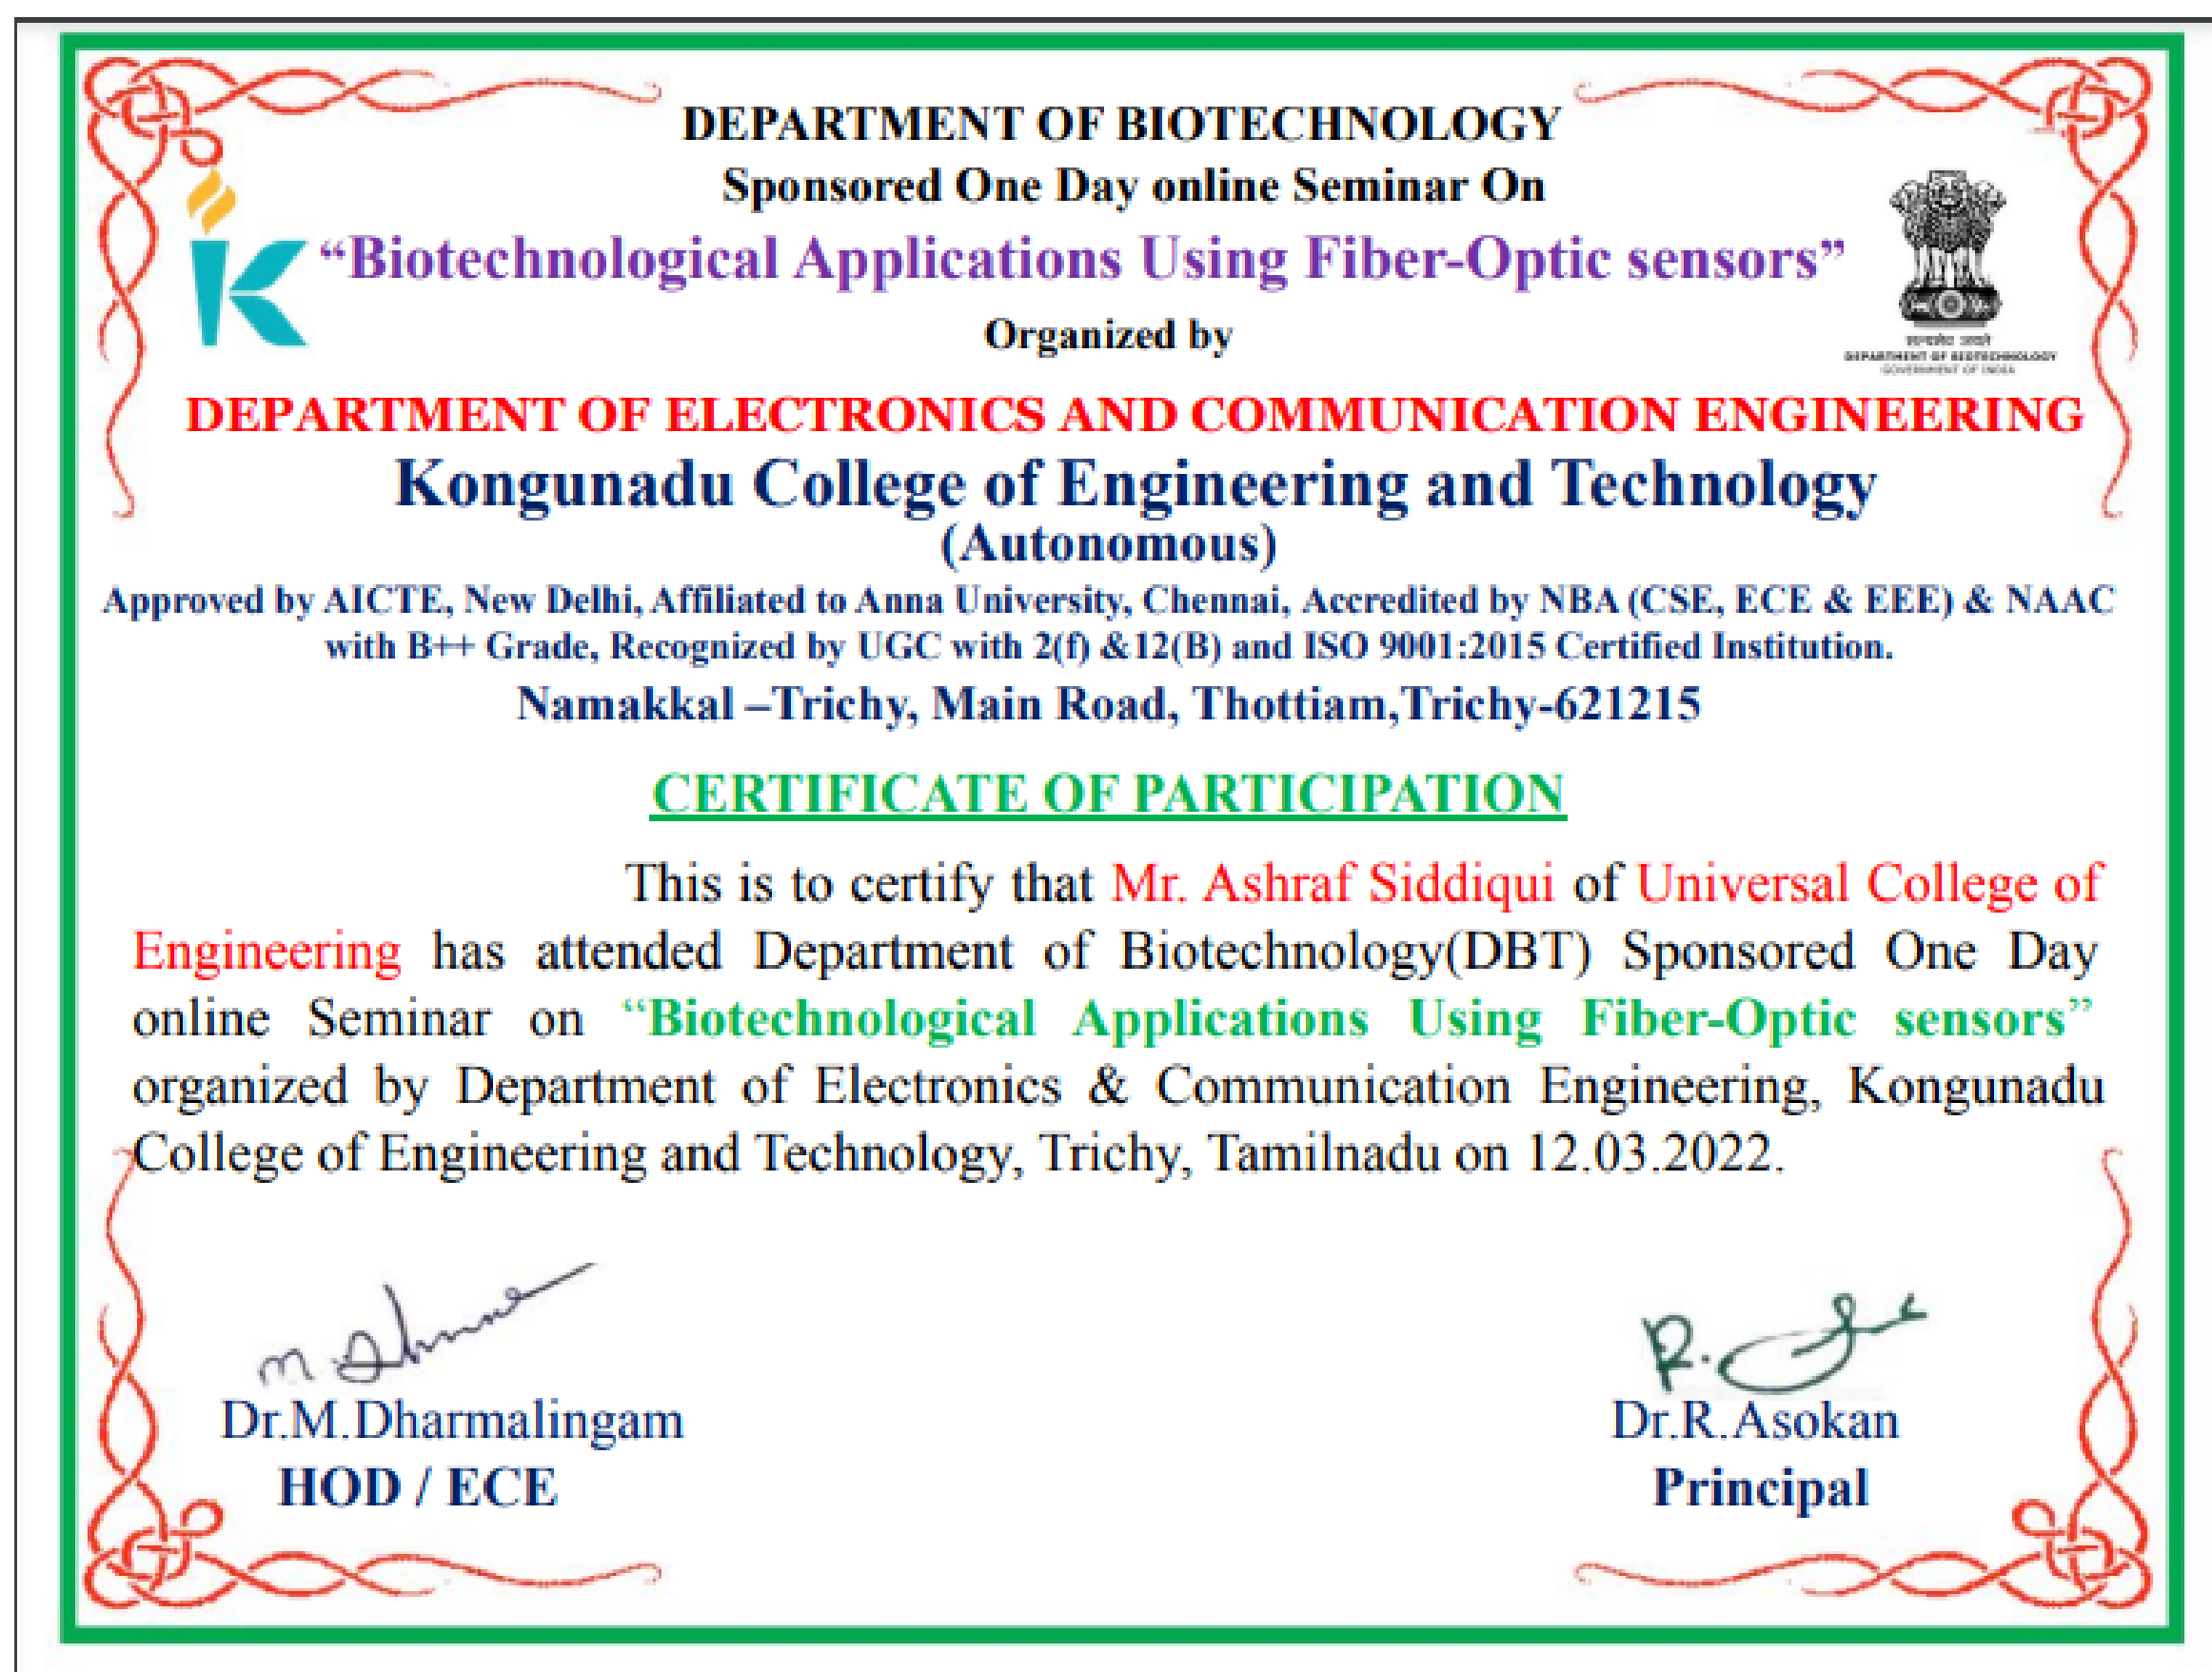 DEPARTMENT OF BIOTECHNOLOGY
Sponsored One Day online Seminar On
“Biotechnological Applications Using Fiber-Optic sensors”
Organized by
DEPARTMENT OF BIOTECHNOLOGY
GOVERNMENT OF INDIA
DEPARTMENT OF ELECTRONICS AND COMMUNICATION ENGINEERING
Kongunadu College of Engineering and Technology
(Autonomous)
Approved by AICTE, New Delhi, Affiliated to Anna University, Chennai, Accredited by NBA (CSE, ECE & EEE) & NAAC
with B++ Grade, Recognized by UGC with 2(f) &12(B) and ISO 9001:2015 Certified Institution.
Namakkal –Trichy, Main Road, Thottiam,Trichy-621215
CERTIFICATE OF PARTICIPATION
This is to certify that Mr. Ashraf Siddiqui of Universal College of
Engineering has attended Department of Biotechnology(DBT) Sponsored One Day
online Seminar on “Biotechnological Applications Using Fiber-Optic sensors”
organized by Department of Electronics & Communication Engineering, Kongunadu
College of Engineering and Technology, Trichy, Tamilnadu on 12.03.2022.
Dr.M.Dharmalingam
HOD / ECE
Dr.R.Asokan
Principal